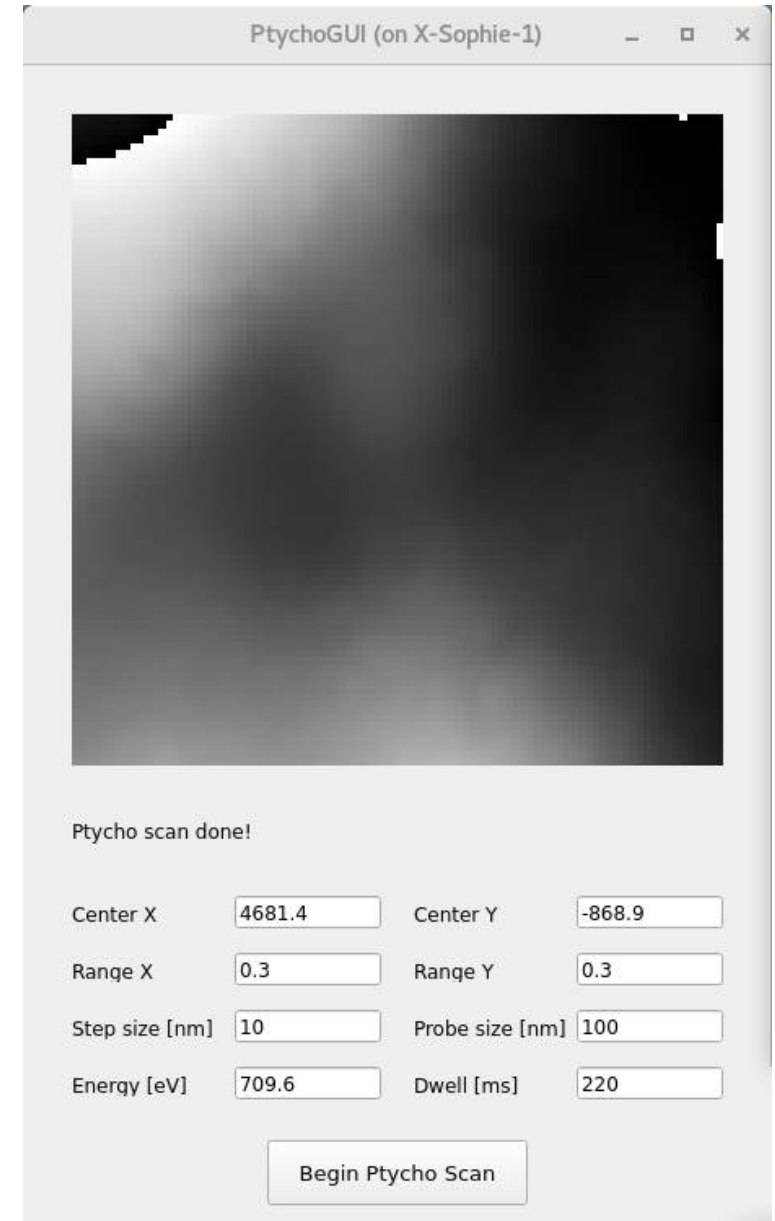 PtychoGUI (on X-Sophie-1)
Ptycho scan done!
Center X 4681.4 Center Y -868.9
Range X 0.3 Range Y 0.3
Step size [nm] 10 Probe size [nm] 100
Energy [eV] 709.6 Dwell [ms] 220
Begin Ptycho Scan